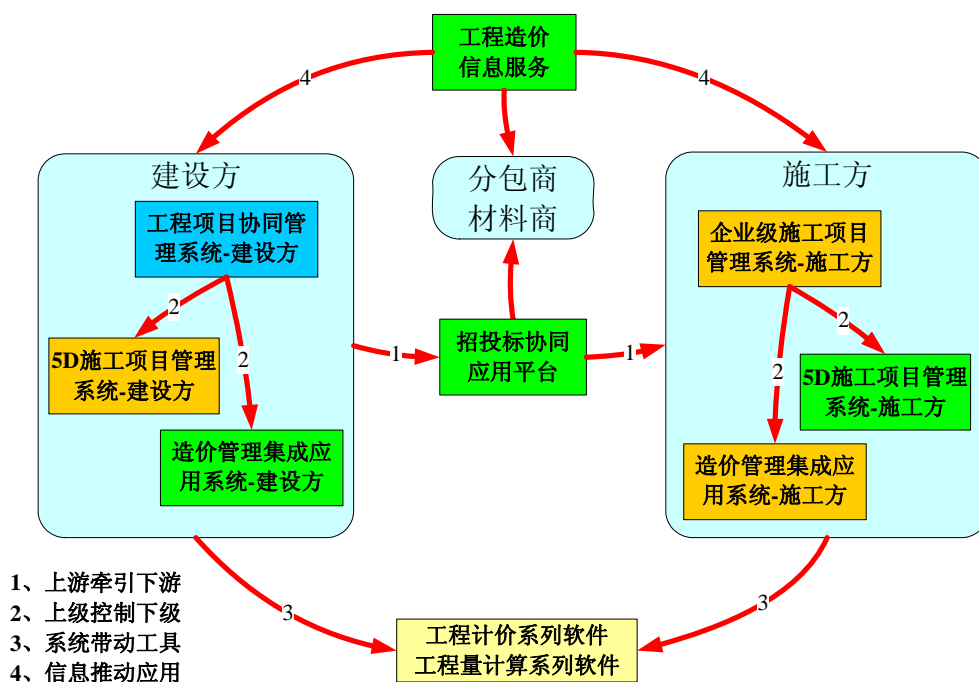 工程造价
信息服务
4
4
建设方
分包商
材料商
施工方
工程项目协同管
理系统-建设方
企业级施工项目
管理系统-施工方
2
2
5D施工项目管理
系统-建设方
1
招投标协同
应用平台
1
2
2
5D施工项目管理
系统-施工方
造价管理集成应
用系统-建设方
造价管理集成应
用系统-施工方
1、上游牵引下游
2、上级控制下级
3、系统带动工具
4、信息推动应用
3
3
工程计价系列软件
工程量计算系列软件